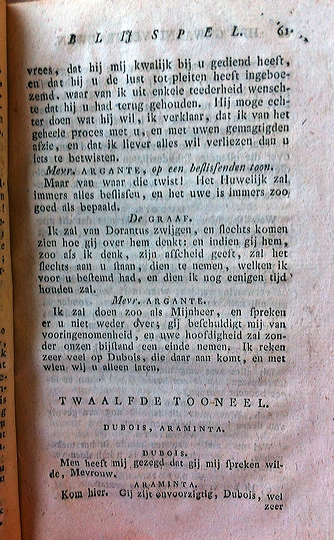 BLIJSPEL. 61
vrees, dat hij mij kwalijk bij u gediend heeft,
en dat hij u de lust tot pleiten heeft ingeboe-
zemd, waar van ik uit enkele teederheid wensch-
te dat hij u had terug gehouden. Hij moge ech-
ter doen wat hij wil, ik verklaar, dat ik van het
geheele proces met u, en met uwen gemagtigden
afzie, en dat ik liever alles wil verliezen dan u
iets te betwisten.
Mevr. ARGANTE, op een beslissenden toon.
Maar van waar die twist! Het Huwelijk zal
immers alles beslissen, en het uwe is immers zoo
goed als bepaald.
De GRAAF.
Ik zal van Dorantus zwijgen, en slechts komen
zien hoe gij over hem denkt: en indien gij hem,
zoo als ik denk, zijn afscheid geeft, zal het
slechts aan u staan, dien te nemen, welken ik
voor u bestemd had, en dien ik nog eenigen tijd
houden zal.
Mevr. ARGANTE.
Ik zal doen zoo als Mijnheer, en spreken
er u niet weder over; gij beschuldigt mij van
vooringenomenheid, en uwe hoofdigheid zal zon-
der onzen bijstand een einde nemen. Ik reken
zeer veel op Dubois, die daar aan komt, en met
wien wij u alleen laten.
TWAALFDE TOONEEL.
DUBOIS, ARAMINTA.
DUBOIS.
Men heeft mij gezegd dat gij mij spreken wil-
de, Mevrouw.
ARAMINTA.
Kom hier. Gij zijt onvoorzigtig, Dubois, wel
zeer